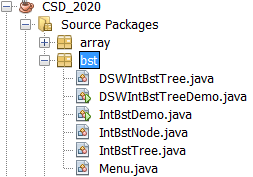 CSD_2020
Source Packages
array
bst
DSWIntBstTree.java
DSWIntBstTreeDemo.java
IntBstDemo.java
IntBstNode.java
IntBstTree.java
Menu.java